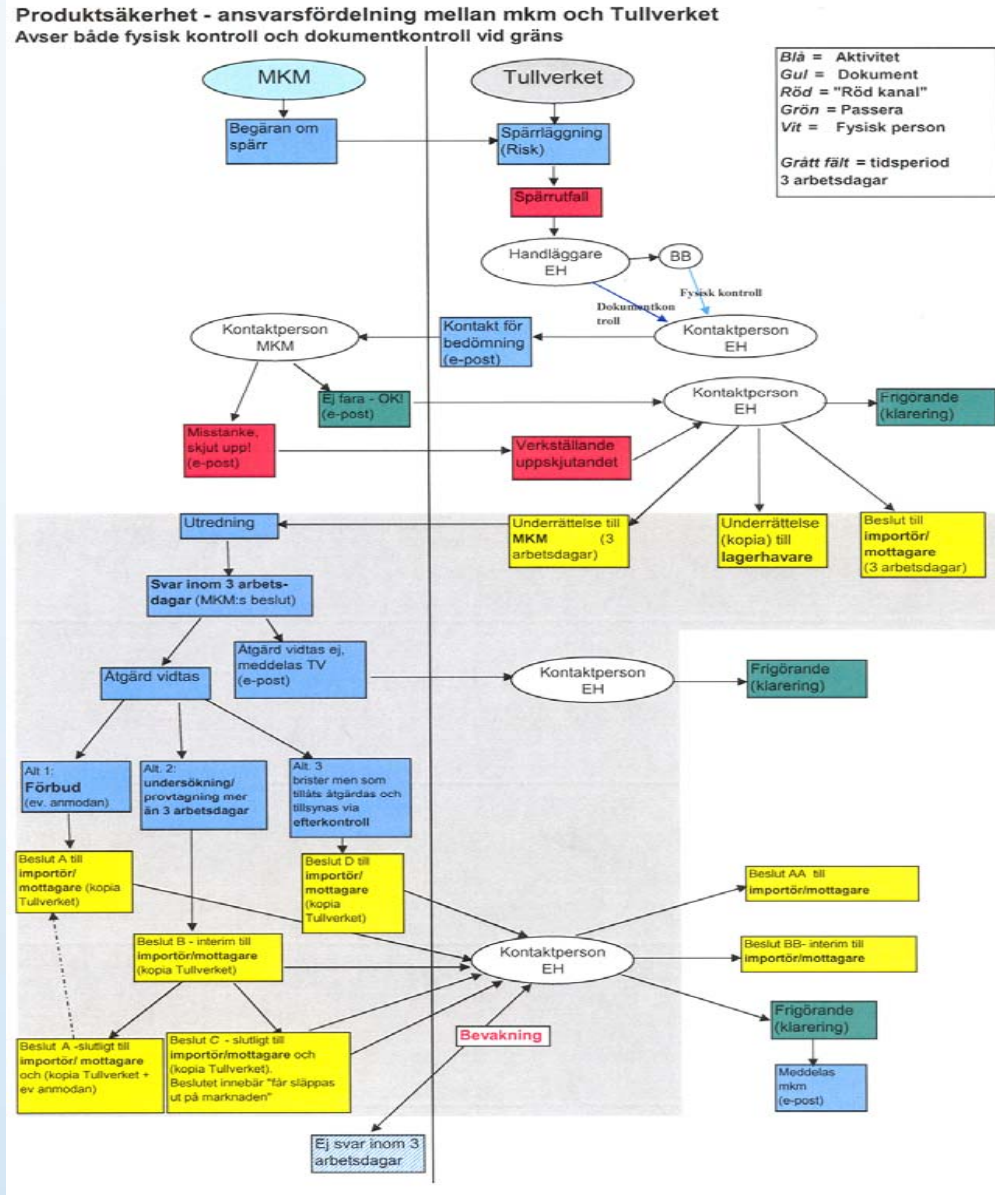 Produktsäkerhet - ansvarsfördelning mellan mkm och Tullverket
Avser både fysisk kontroll och dokumentkontroll vid gräns
Blå = Aktivitet
Gul = Dokument
Röd = "Röd kanal"
Grön = Passera
Vit = Fysisk person
Grått fält = tidsperiod
3 arbetsdagar
MKM
Tullverket
Begäran om
spärr
Spärrläggning
(Risk)
Spärrutfall
Handläggare
EH
BB
Fysisk kontroll
Dokumentkon
troll
Kontaktperson
MKM
Kontakt för
bedömning
(e-post)
Kontaktperson
EH
Ej fara - OK!
(e-post)
Kontaktperson
EH
Frigörande
(klarering)
Misstanke,
skjut upp!
(e-post)
Verkställande
uppskjutandet
Utredning
Underrättelse till
MKM (3
arbetsdagar)
Underrättelse
(kopia) till
lagerhavare
Beslut till
importör/
mottagare
(3 arbetsdagar)
Svar inom 3 arbets-
dagar (MKM:s beslut)
Åtgärd vidtas
Åtgärd vidtas ej,
meddelas TV
(e-post)
Kontaktperson
EH
Frigörande
(klarering)
Alt 1:
Förbud
(ev. anmodan)
Alt. 2:
undersökning/
provtagning mer
än 3 arbetsdagar
Alt. 3
brister men som
tillåts åtgärdas och
tillsynas via
efterkontroll
Beslut A till
importör/
mottagare (kopia
Tullverket)
Beslut D till
importör/
mottagare
(kopia
Tullverket)
Beslut AA till
importör/mottagare
Beslut B - interim till
importör/mottagare
(kopia Tullverket)
Kontaktperson
EH
Beslut BB- interim till
importör/mottagare
Frigörande
(klarering)
Bevakning
Beslut A -slutligt till
importör/ mottagare
och (kopia Tullverket +
ev anmodan)
Beslut C - slutligt till
importör/mottagare och
(kopia Tullverket).
Beslutet innebär "får släppas
ut på marknaden"
Meddelas
mkm
(e-post)
Ej svar inom 3
arbetsdagar